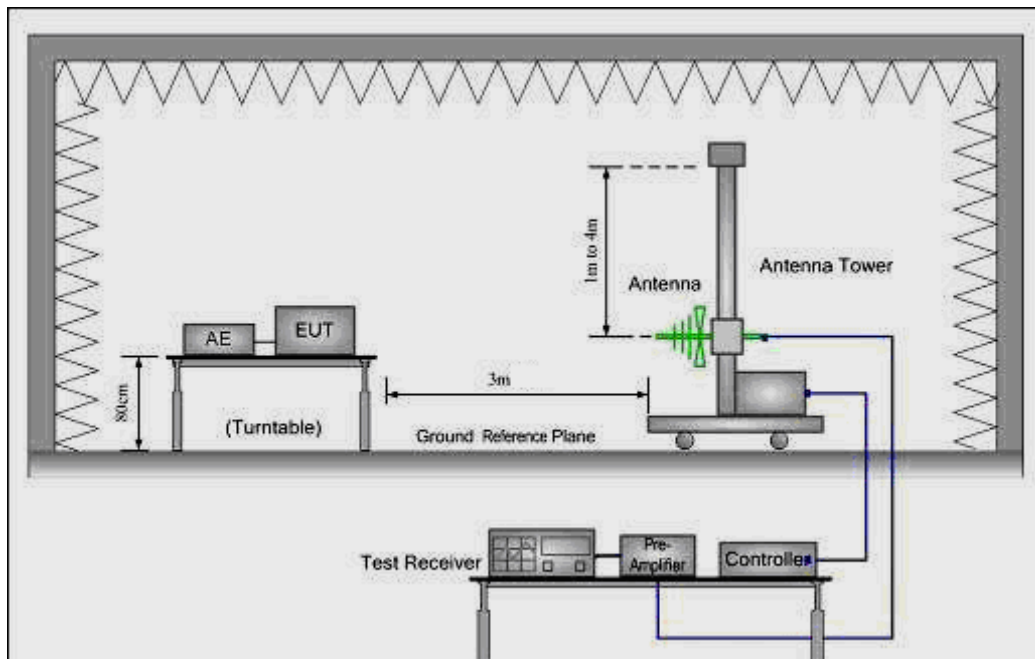 1m to 4m
Antenna Tower
Antenna
AE
EUT
3m
80cm
(Turntable)
Ground Reference Plane
Test Receiver
Pre-
Amplifier
Controller